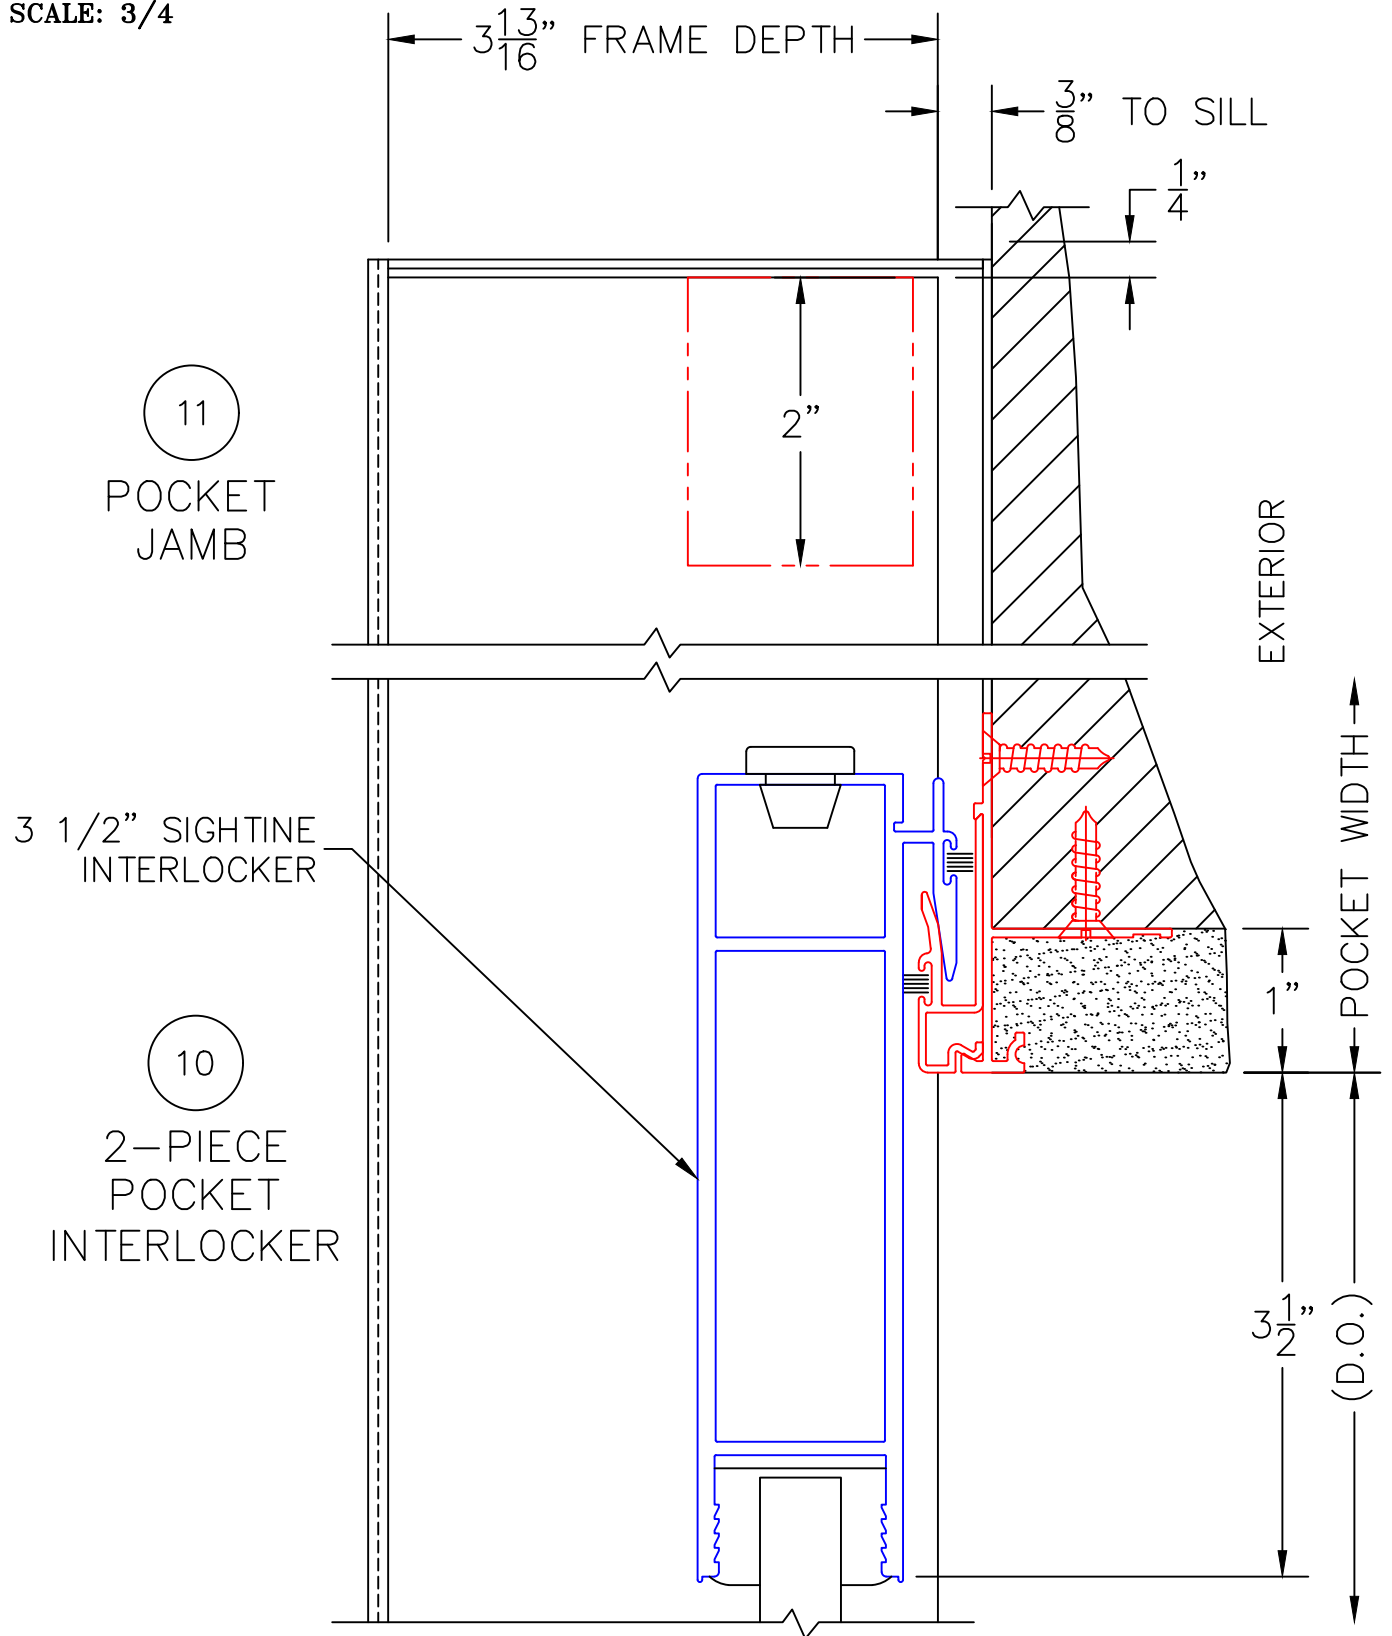 SCALE: 3/4
3 13/16” FRAME DEPTH
3/8” TO SILL
1/4”
11
POCKET
JAMB
2”
EXTERIOR
3 1/2” SIGHTINE
INTERLOCKER
POCKET WIDTH
1”
10
2-PIECE
POCKET
INTERLOCKER
3 1/2”
(D.O.)